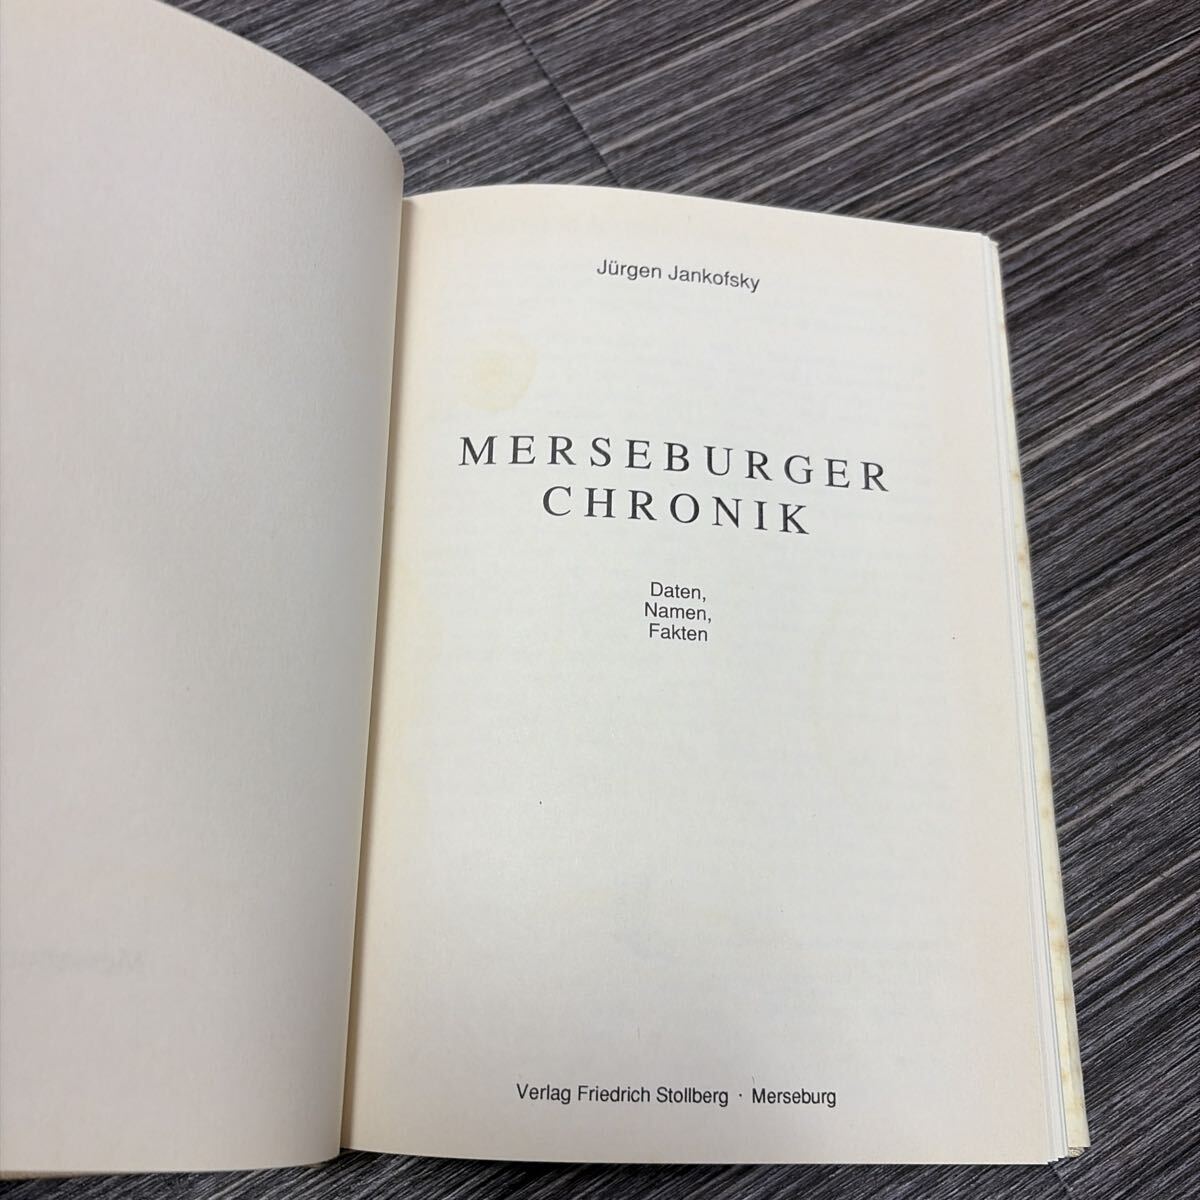 Jürgen Jankofsky
MERSEBURGER
CHRONIK
Daten,
Namen,
Fakten
Verlag Friedrich Stollberg · Merseburg